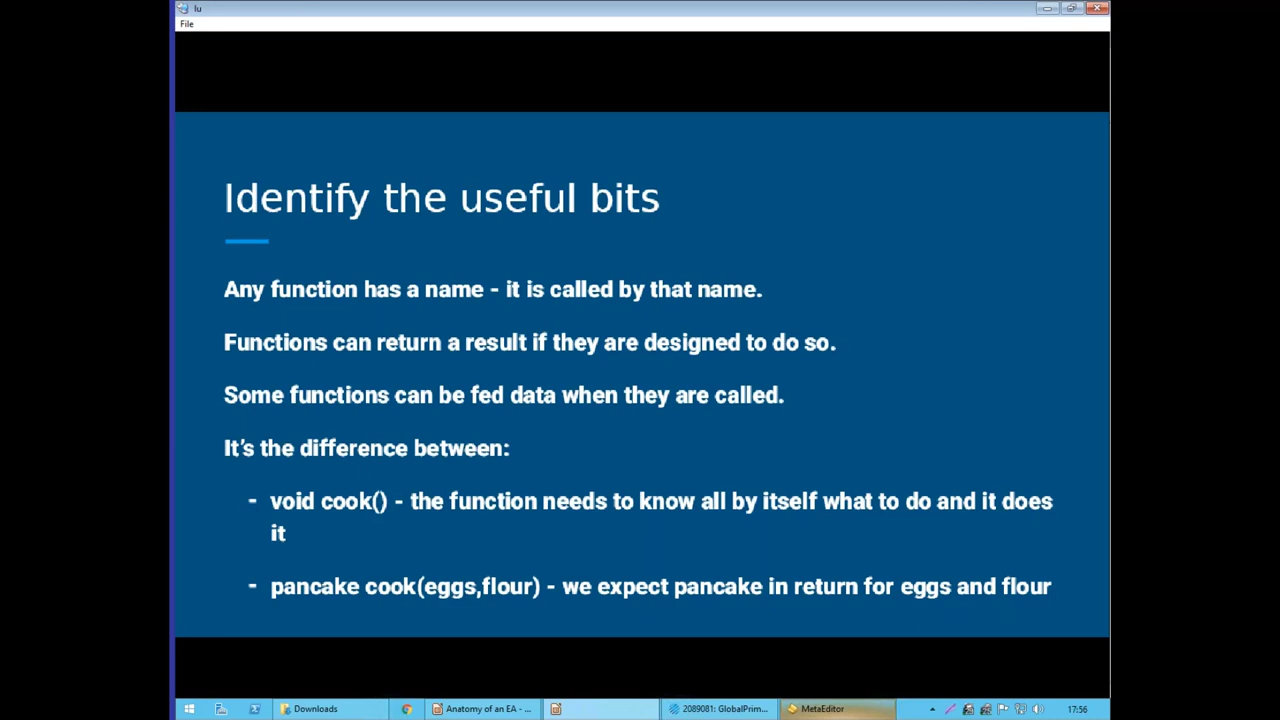 lu
File
Identify the useful bits
Any function has a name - it is called by that name.
Functions can return a result if they are designed to do so.
Some functions can be fed data when they are called.
It's the difference between:
- void cook() - the function needs to know all by itself what to do and it does
it
- pancake cook(eggs,flour) - we expect pancake in return for eggs and flour
Downloads
Anatomy of an EA - ...
2089081: GlobalPrim...
MetaEditor
17:56